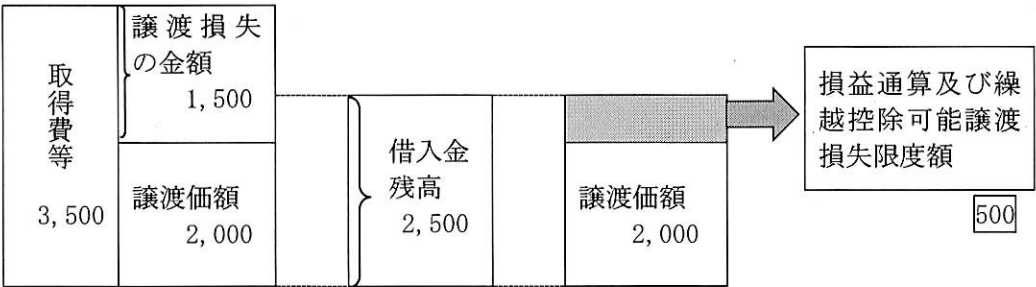 取得費等
3,500
譲渡損失
の金額
1,500
譲渡価額
2,000
借入金
残高
2,500
譲渡価額
2,000
損益通算及び繰
越控除可能譲渡
損失限度額
500